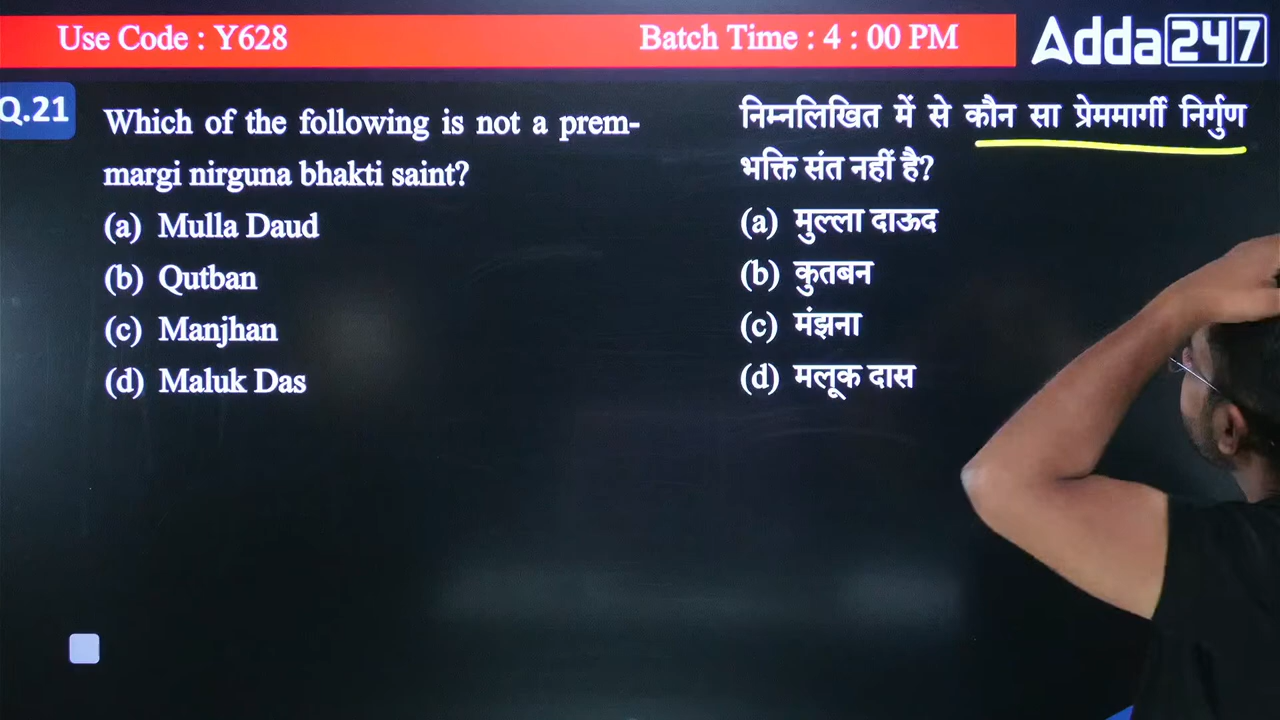 Use Code : Y628
Batch Time : 4 : 00 PM
Adda247
Q.21
Which of the following is not a prem-
margi nirguna bhakti saint?
(a) Mulla Daud
(b) Qutban
(c) Manjhan
(d) Maluk Das
निम्नलिखित में से कौन सा प्रेममार्गी निर्गुण
भक्ति संत नहीं है?
(a) मुल्ला दाऊद
(b) कुतबन
(c) मंझना
(d) मलूक दास